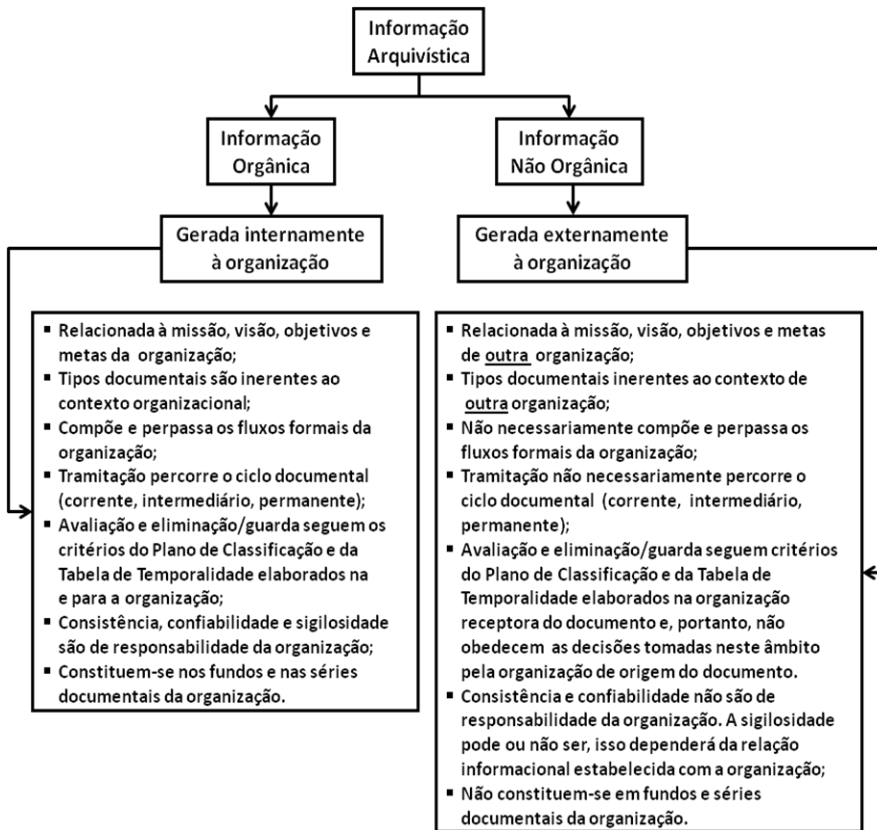 Informação
Arquivística
Informação
Orgânica
Informação
Não Orgânica
Gerada internamente
à organização
Gerada externamente
à organização
▪ Relacionada à missão, visão, objetivos e
metas da organização;
▪ Tipos documentais são inerentes ao
contexto organizacional;
▪ Compõe e perpassa os fluxos formais da
organização;
▪ Tramitação percorre o ciclo documental
(corrente, intermediário, permanente);
▪ Avaliação e eliminação/guarda seguem os
critérios do Plano de Classificação e da
Tabela de Temporalidade elaborados na
e para a organização;
▪ Consistência, confiabilidade e sigilosidade
são de responsabilidade da organização;
▪ Constituem-se nos fundos e nas séries
documentais da organização.
▪ Relacionada à missão, visão, objetivos e metas
de outra organização;
▪ Tipos documentais inerentes ao contexto de
outra organização;
▪ Não necessariamente compõe e perpassa os
fluxos formais da organização;
▪ Tramitação não necessariamente percorre o
ciclo documental (corrente, intermediário,
permanente);
▪ Avaliação e eliminação/guarda seguem critérios
do Plano de Classificação e da Tabela de
Temporalidade elaborados na organização
receptora do documento e, portanto, não
obedecem as decisões tomadas neste âmbito
pela organização de origem do documento.
▪ Consistência e confiabilidade não são de
responsabilidade da organização. A sigilosidade
pode ou não ser, isso dependerá da relação
informacional estabelecida com a organização;
▪ Não constituem-se em fundos e séries
documentais da organização.